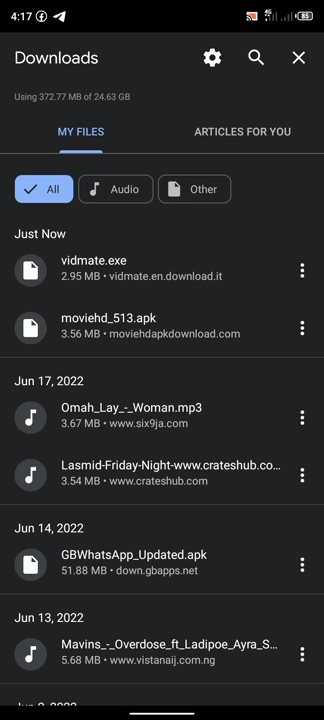 4:17
4G
85
Downloads
Using 372.77 MB of 24.63 GB
MY FILES
ARTICLES FOR YOU
All
Audio
Other
Just Now
vidmate.exe
2.95 MB • vidmate.en.download.it
moviehd_513.apk
3.56 MB • moviehdapkdownload.com
Jun 17, 2022
Omah_Lay_-_Woman.mp3
3.67 MB • www.six9ja.com
Lasmid-Friday-Night-www.crateshub.co...
3.54 MB • www.crateshub.com
Jun 14, 2022
GBWhatsApp_Updated.apk
51.88 MB • down.gbapps.net
Jun 13, 2022
Mavins_-_Overdose_ft_Ladipoe_Ayra_S...
5.68 MB • www.vistanaij.com.ng